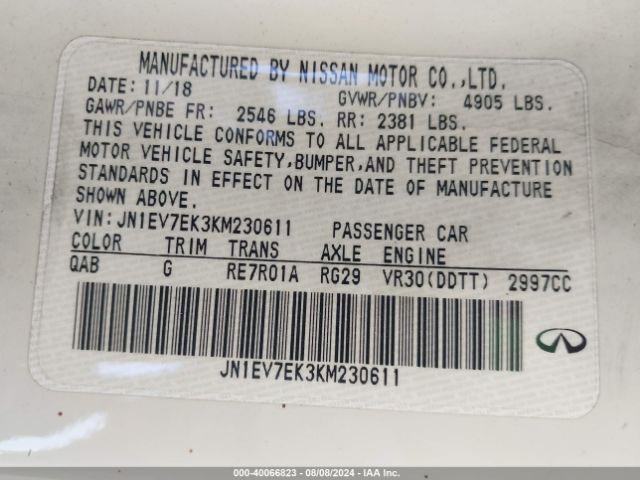 MANUFACTURED BY NISSAN MOTOR CO.,LTD.
DATE: 11/18 GVWR/PNBV: 4905 LBS.
GAWR/PNBE FR: 2546 LBS. RR: 2381 LBS.
THIS VEHICLE CONFORMS TO ALL APPLICABLE FEDERAL
MOTOR VEHICLE SAFETY,BUMPER,AND THEFT PREVENTION
STANDARDS IN EFFECT ON THE DATE OF MANUFACTURE
SHOWN ABOVE.
VIN:JN1EV7EK3KM230611 PASSENGER CAR
COLOR TRIM TRANS AXLE ENGINE
QAB G RE7R01A RG29 VR30(DDTT) 2997CC
JN1EV7EK3KM230611
000-40066823 - 08/08/2024 - IAA Inc.